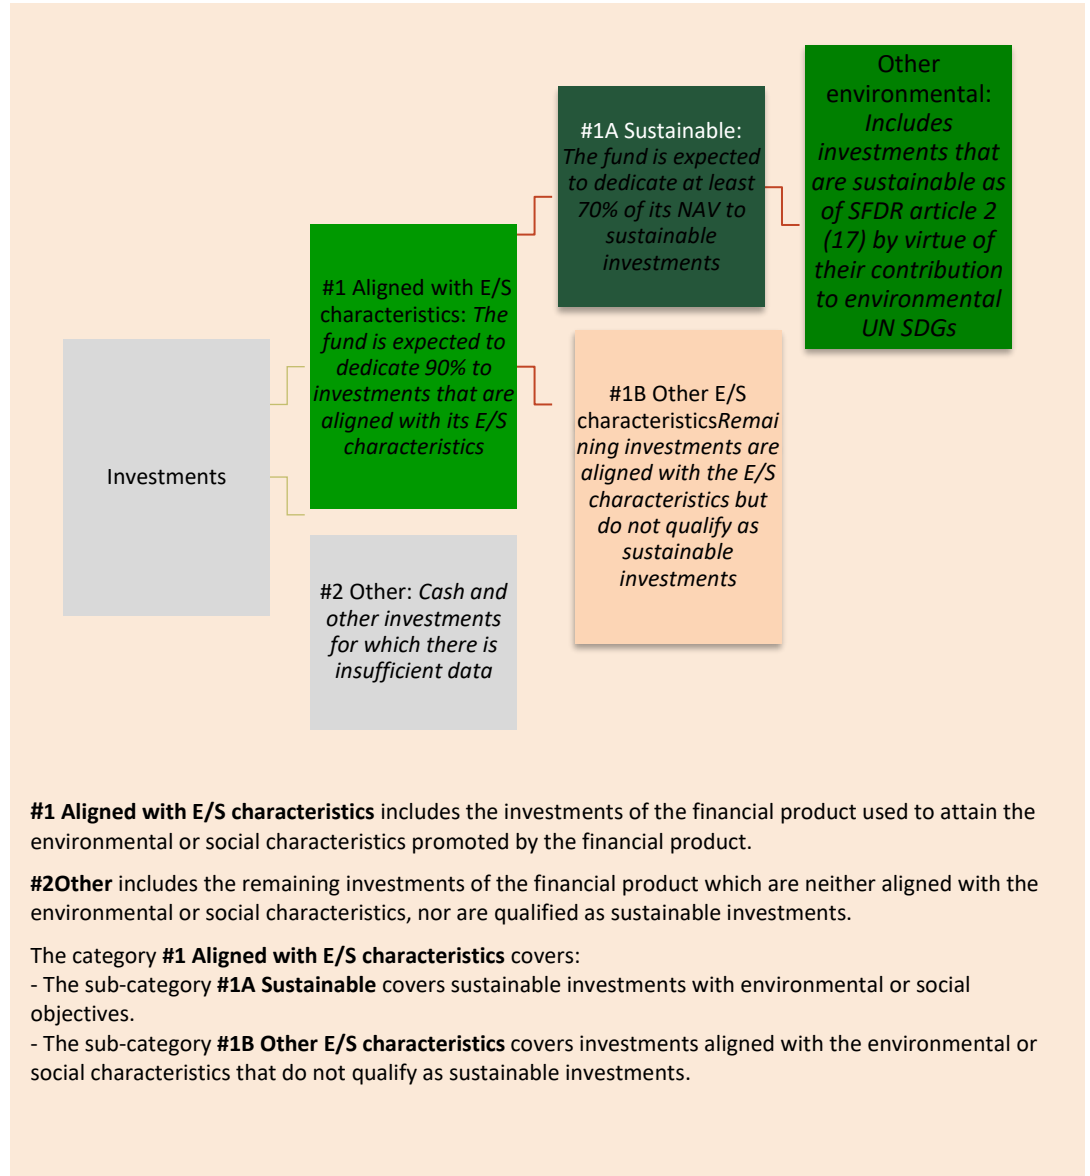 Investments
#1 Aligned with E/S
characteristics: The
fund is expected to
dedicate 90% to
investments that are
aligned with its E/S
characteristics
#2 Other: Cash and
other investments
for which there is
insufficient data
#1A Sustainable:
The fund is expected
to dedicate at least
70% of its NAV to
sustainable
investments
#1B Other E/S
characteristicsRemai
ning investments are
aligned with the E/S
characteristics but
do not qualify as
sustainable
investments
Other
environmental:
Includes
investments that
are sustainable as
of SFDR article 2
(17) by virtue of
their contribution
to environmental
UN SDGs
#1 Aligned with E/S characteristics includes the investments of the financial product used to attain the
environmental or social characteristics promoted by the financial product.
#2Other includes the remaining investments of the financial product which are neither aligned with the
environmental or social characteristics, nor are qualified as sustainable investments.
The category #1 Aligned with E/S characteristics covers:
- The sub-category #1A Sustainable covers sustainable investments with environmental or social
objectives.
- The sub-category #1B Other E/S characteristics covers investments aligned with the environmental or
social characteristics that do not qualify as sustainable investments.